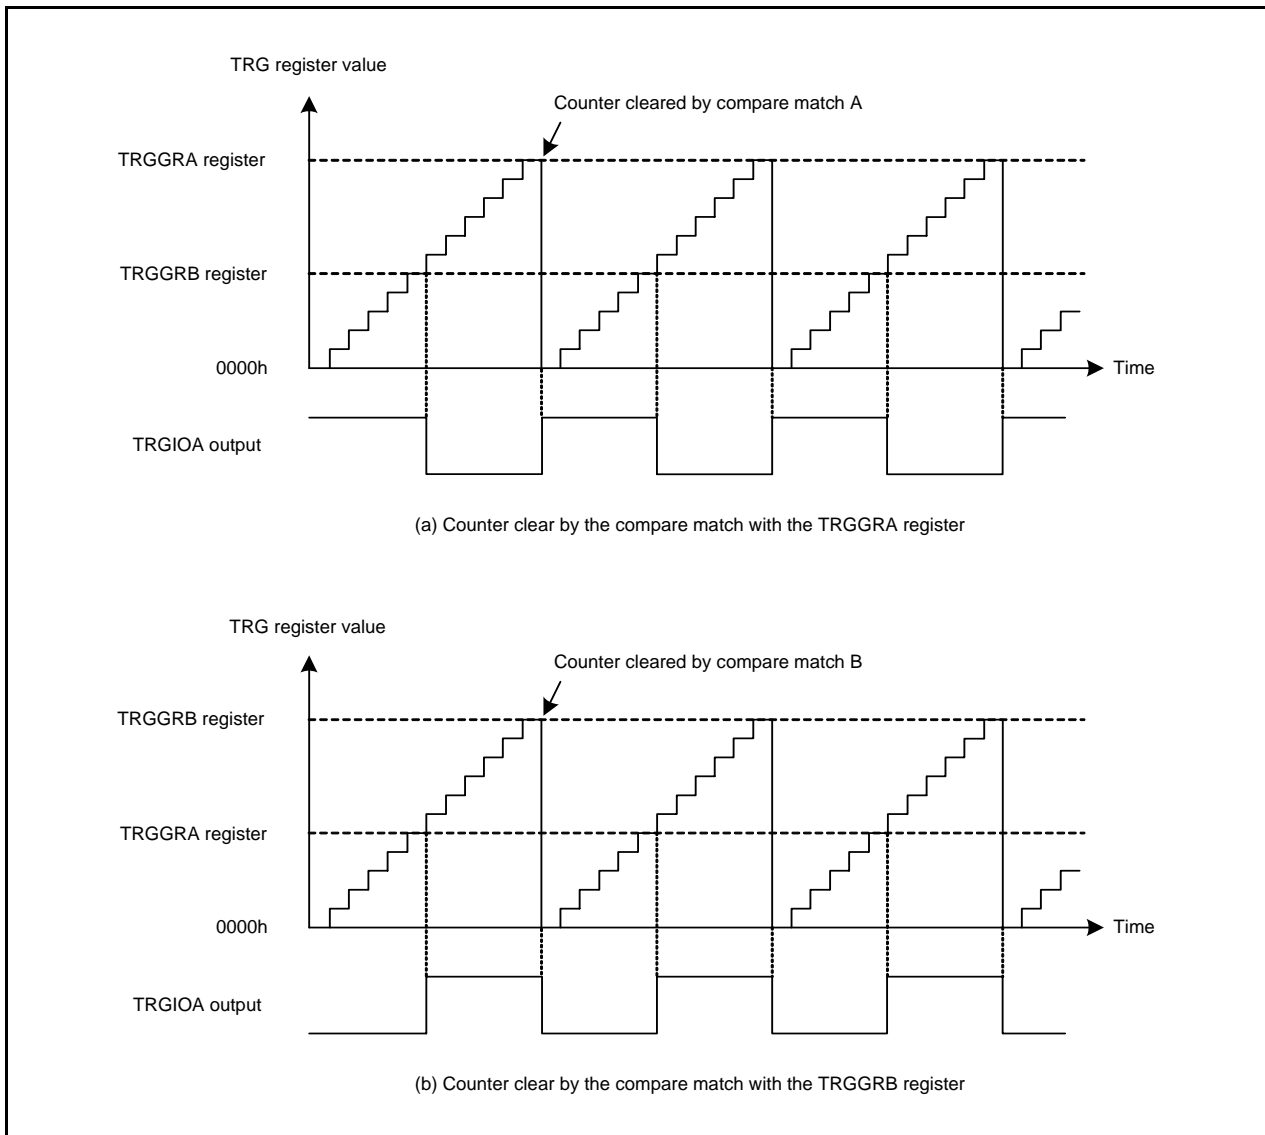 TRG register value
Counter cleared by compare match A
TRGGRA register
TRGGRB register
0000h
Time
TRGIOA output
(a) Counter clear by the compare match with the TRGGRA register
TRG register value
Counter cleared by compare match B
TRGGRB register
TRGGRA register
0000h
Time
TRGIOA output
(b) Counter clear by the compare match with the TRGGRB register